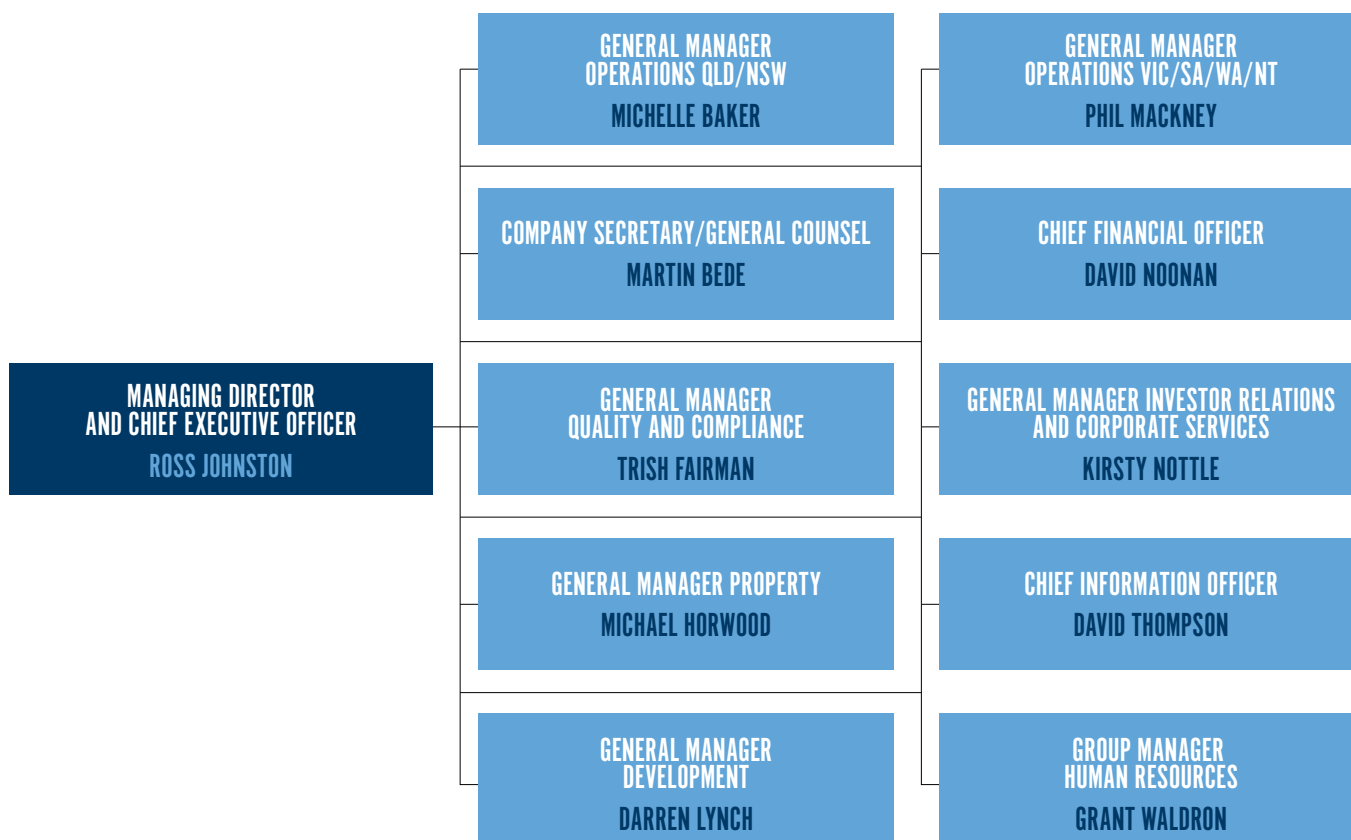 GENERAL MANAGER
OPERATIONS QLD/NSW
MICHELLE BAKER
GENERAL MANAGER
OPERATIONS VIC/SA/WA/NT
PHIL MACKNEY
COMPANY SECRETARY/GENERAL COUNSEL
MARTIN BEDE
CHIEF FINANCIAL OFFICER
DAVID NOONAN
MANAGING DIRECTOR
AND CHIEF EXECUTIVE OFFICER
ROSS JOHNSTON
GENERAL MANAGER
QUALITY AND COMPLIANCE
TRISH FAIRMAN
GENERAL MANAGER INVESTOR RELATIONS
AND CORPORATE SERVICES
KIRSTY NOTTLE
GENERAL MANAGER PROPERTY
MICHAEL HORWOOD
CHIEF INFORMATION OFFICER
DAVID THOMPSON
GENERAL MANAGER
DEVELOPMENT
DARREN LYNCH
GROUP MANAGER
HUMAN RESOURCES
GRANT WALDRON